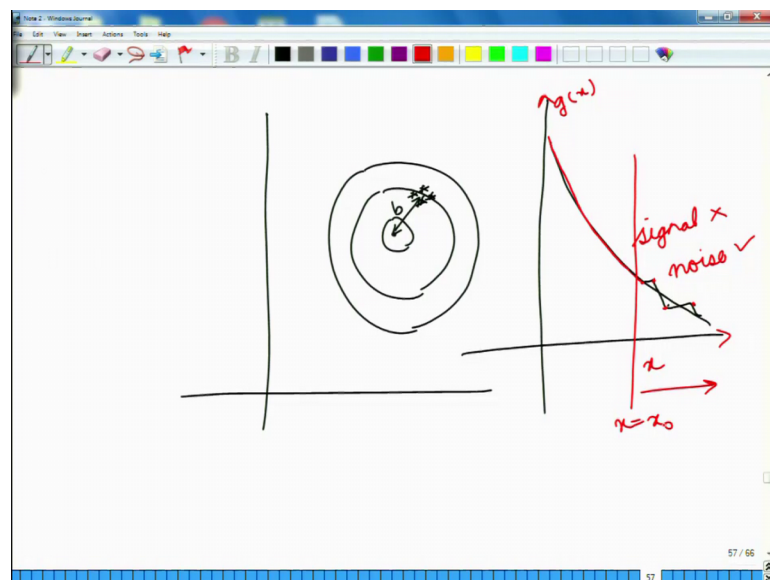 Note 2 - Windows Journal
File Edit View Insert Actions Tools Help
B I
g(x)
b
signal ×
noise ✓
x
x = x₀
57 / 66
57